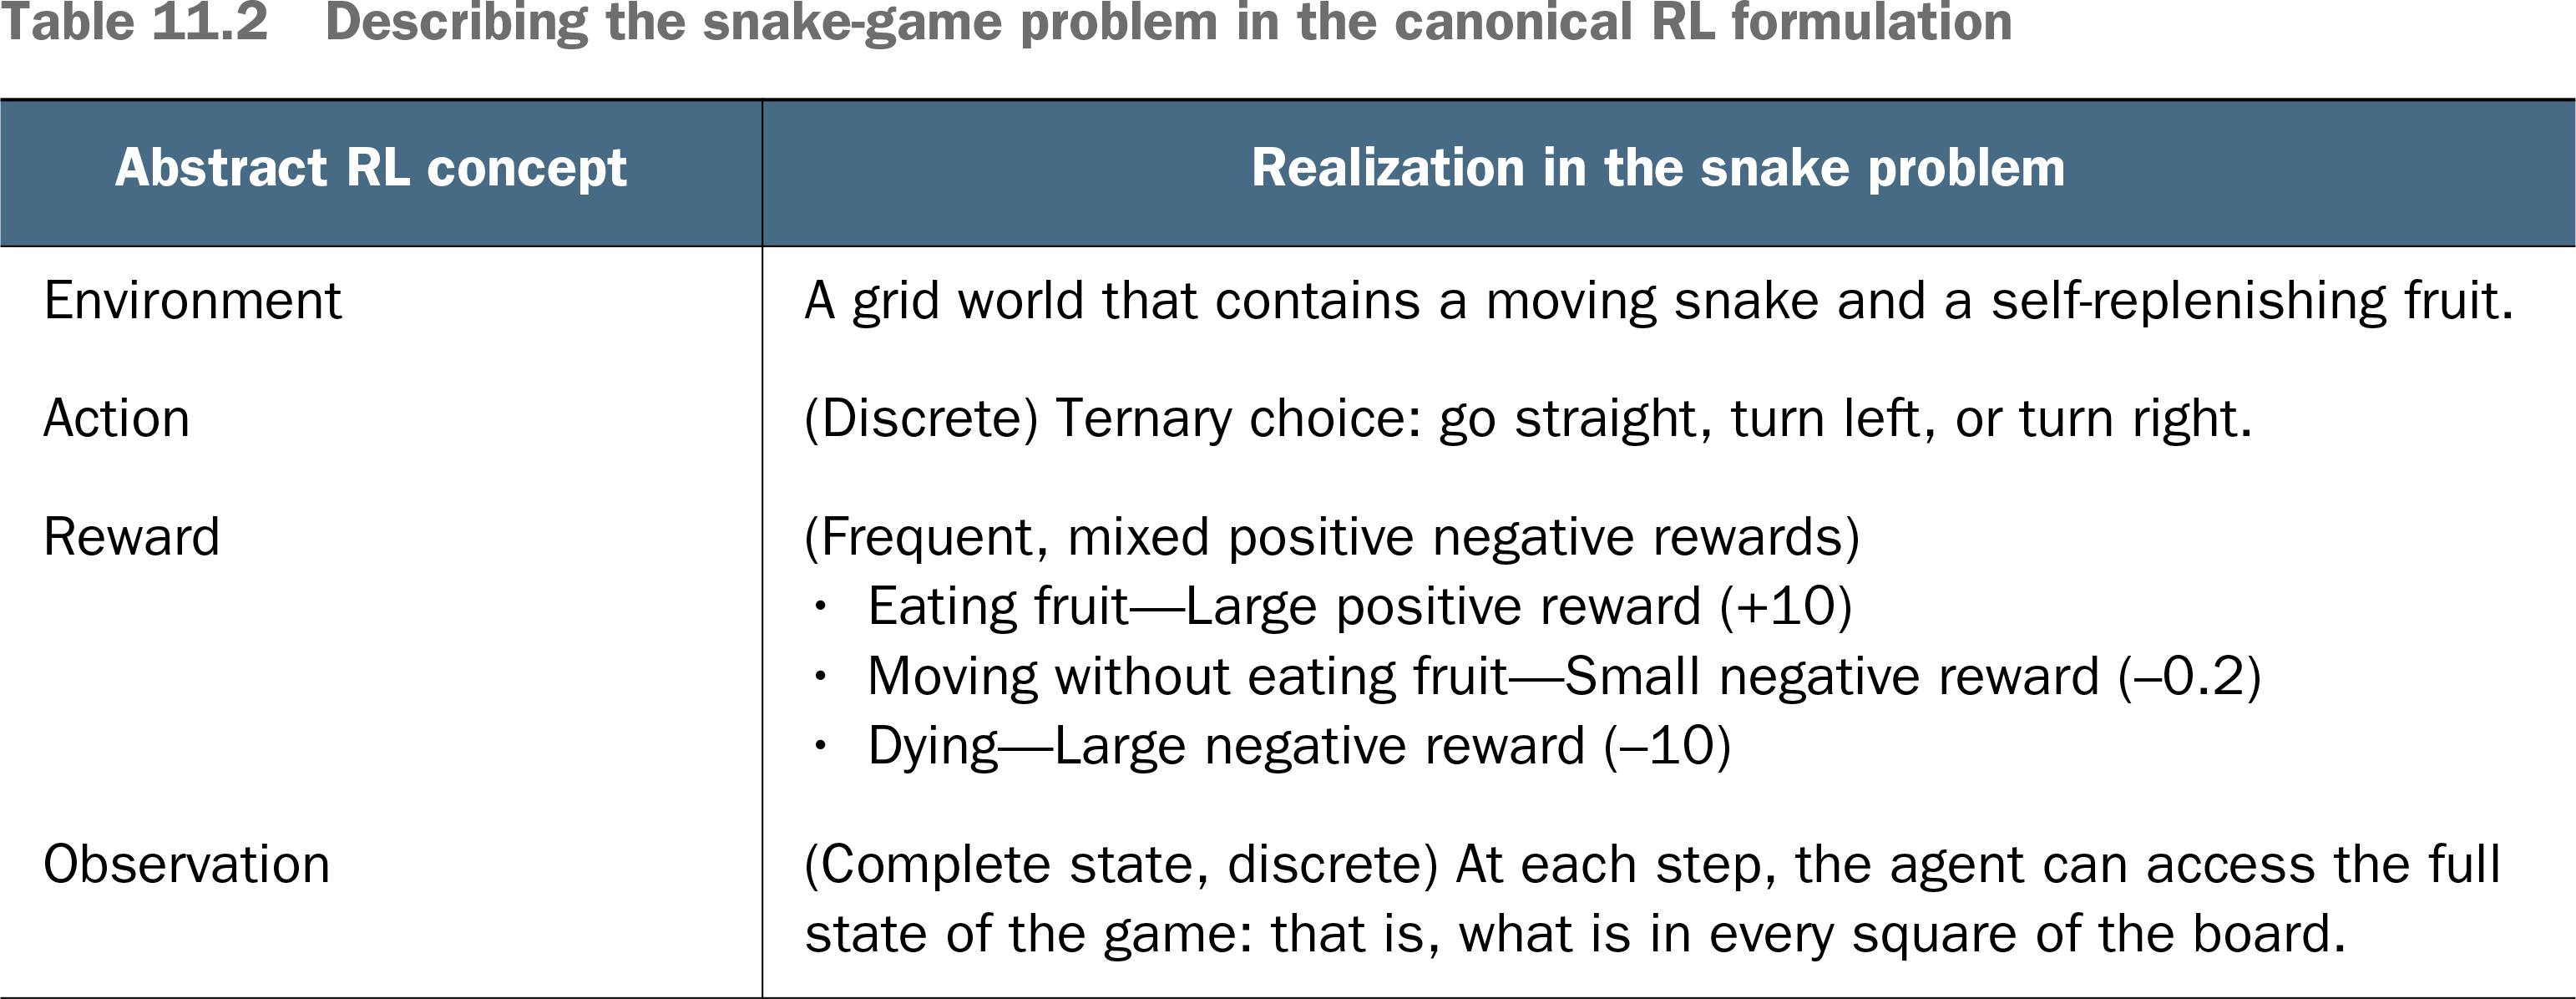 Table 11.2 Describing the snake-game problem in the canonical RL formulation
Abstract RL concept
Realization in the snake problem
Environment
A grid world that contains a moving snake and a self-replenishing fruit.
Action
(Discrete) Ternary choice: go straight, turn left, or turn right.
Reward
(Frequent, mixed positive negative rewards)
• Eating fruit—Large positive reward (+10)
• Moving without eating fruit—Small negative reward (–0.2)
• Dying—Large negative reward (–10)
Observation
(Complete state, discrete) At each step, the agent can access the full
state of the game: that is, what is in every square of the board.